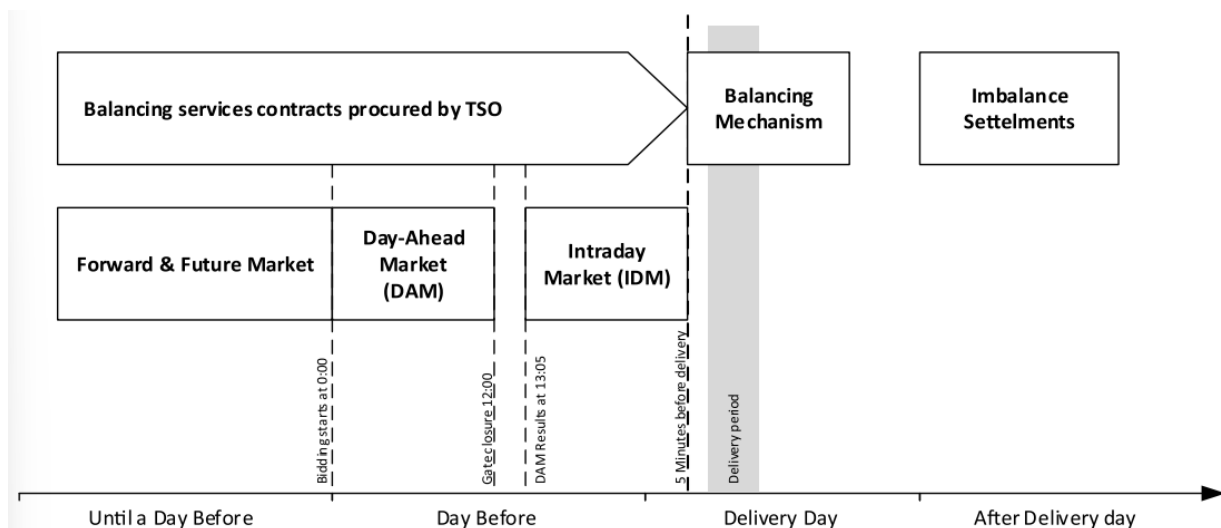 Balancing services contracts procured by TSO
Balancing
Mechanism
Imbalance
Settelments
Forward & Future Market
Day-Ahead
Market
(DAM)
Intraday
Market (IDM)
Bidding starts at 0:00
Gate closure 12:00
DAM Results at 13:05
5 Minutes before delivery
Delivery period
Until a Day Before
Day Before
Delivery Day
After Delivery day